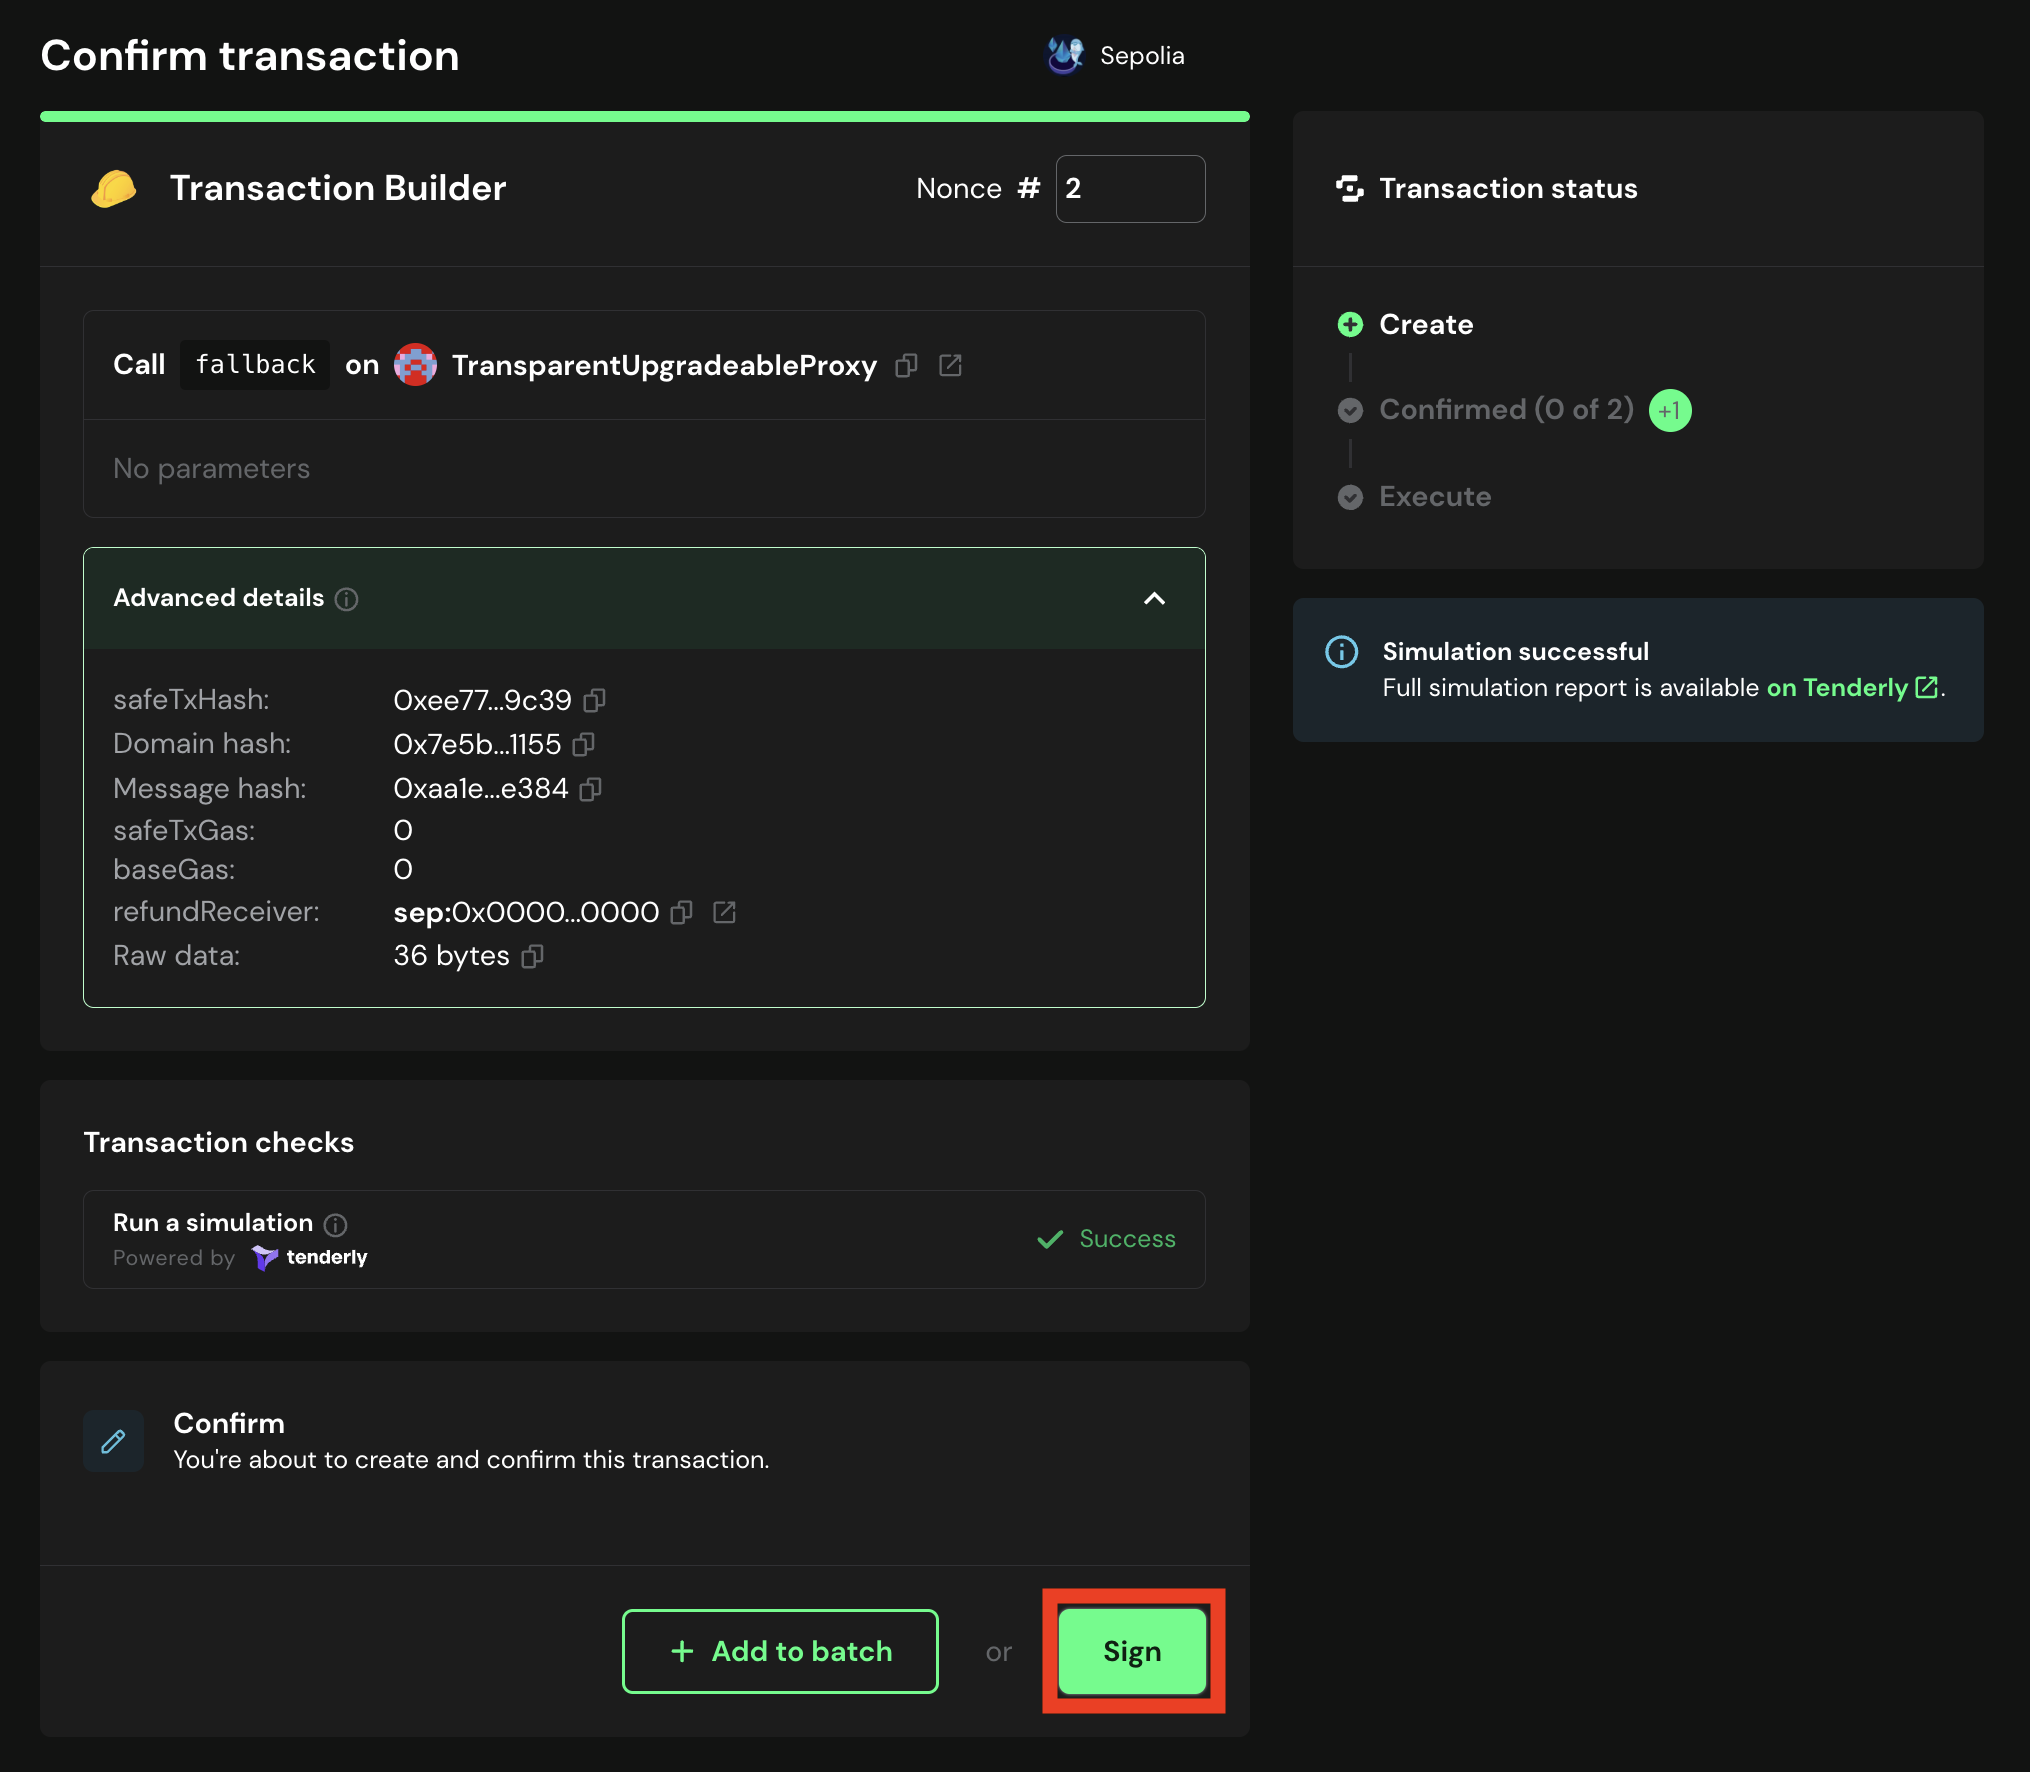 Confirm transaction
Sepolia
Transaction Builder
Nonce # 2
Call fallback on TransparentUpgradeableProxy
No parameters
Advanced details
safeTxHash: 0xee77...9c39
Domain hash: 0x7e5b...1155
Message hash: 0xaa1e...e384
safeTxGas: 0
baseGas: 0
refundReceiver: sep:0x0000...0000
Raw data: 36 bytes
Transaction checks
Run a simulation
Powered by tenderly
Success
Confirm
You're about to create and confirm this transaction.
+ Add to batch
or
Sign
Transaction status
Create
Confirmed (0 of 2) +1
Execute
Simulation successful
Full simulation report is available on Tenderly.